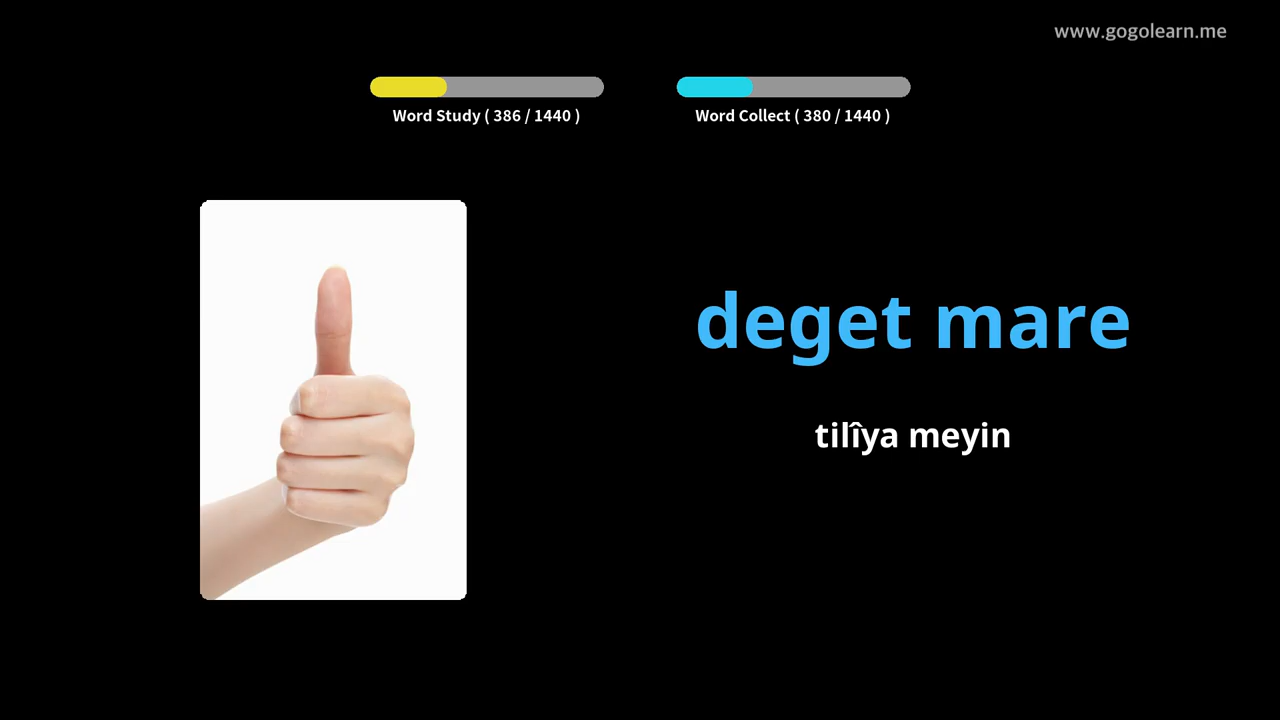 www.gogolearn.me
Word Study ( 386 / 1440 )
Word Collect ( 380 / 1440 )
deget mare
tilîya meyin